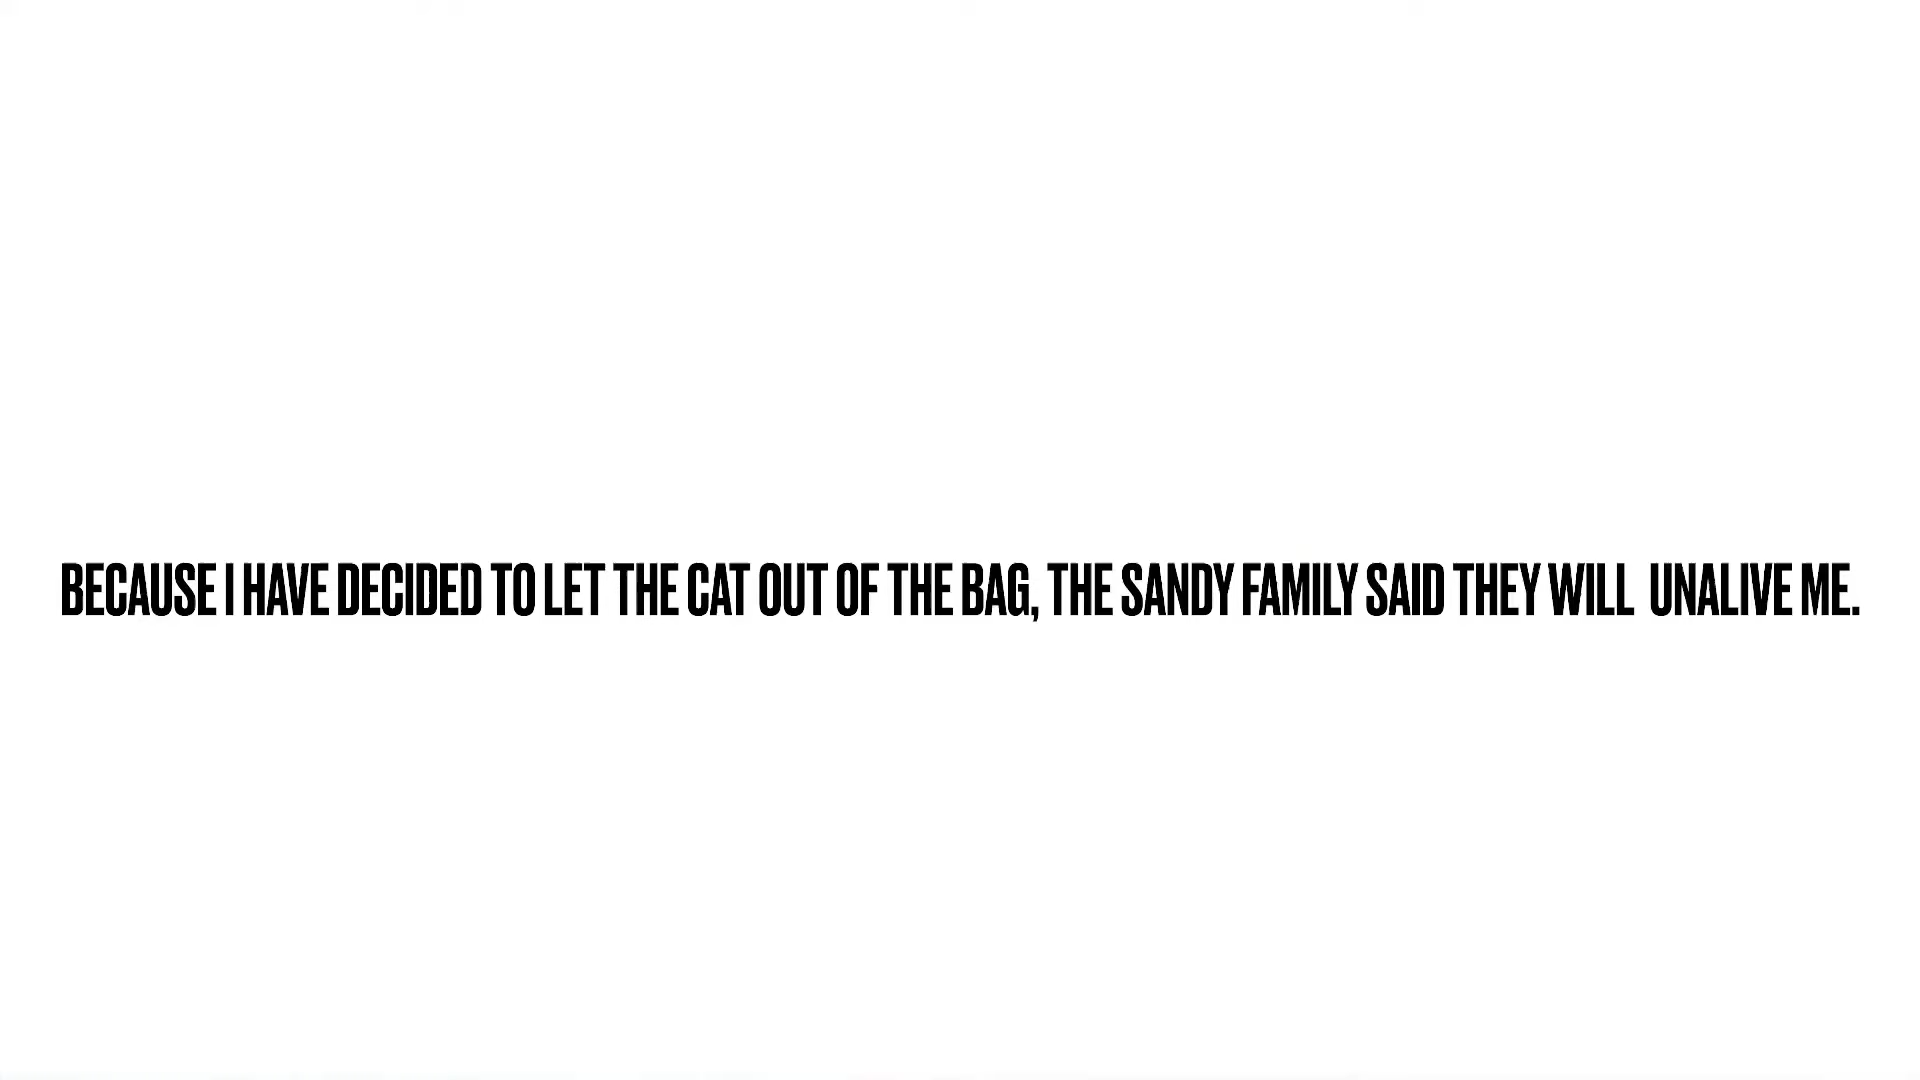 BECAUSE I HAVE DECIDED TO LET THE CAT OUT OF THE BAG, THE SANDY FAMILY SAID THEY WILL  UNALIVE ME.